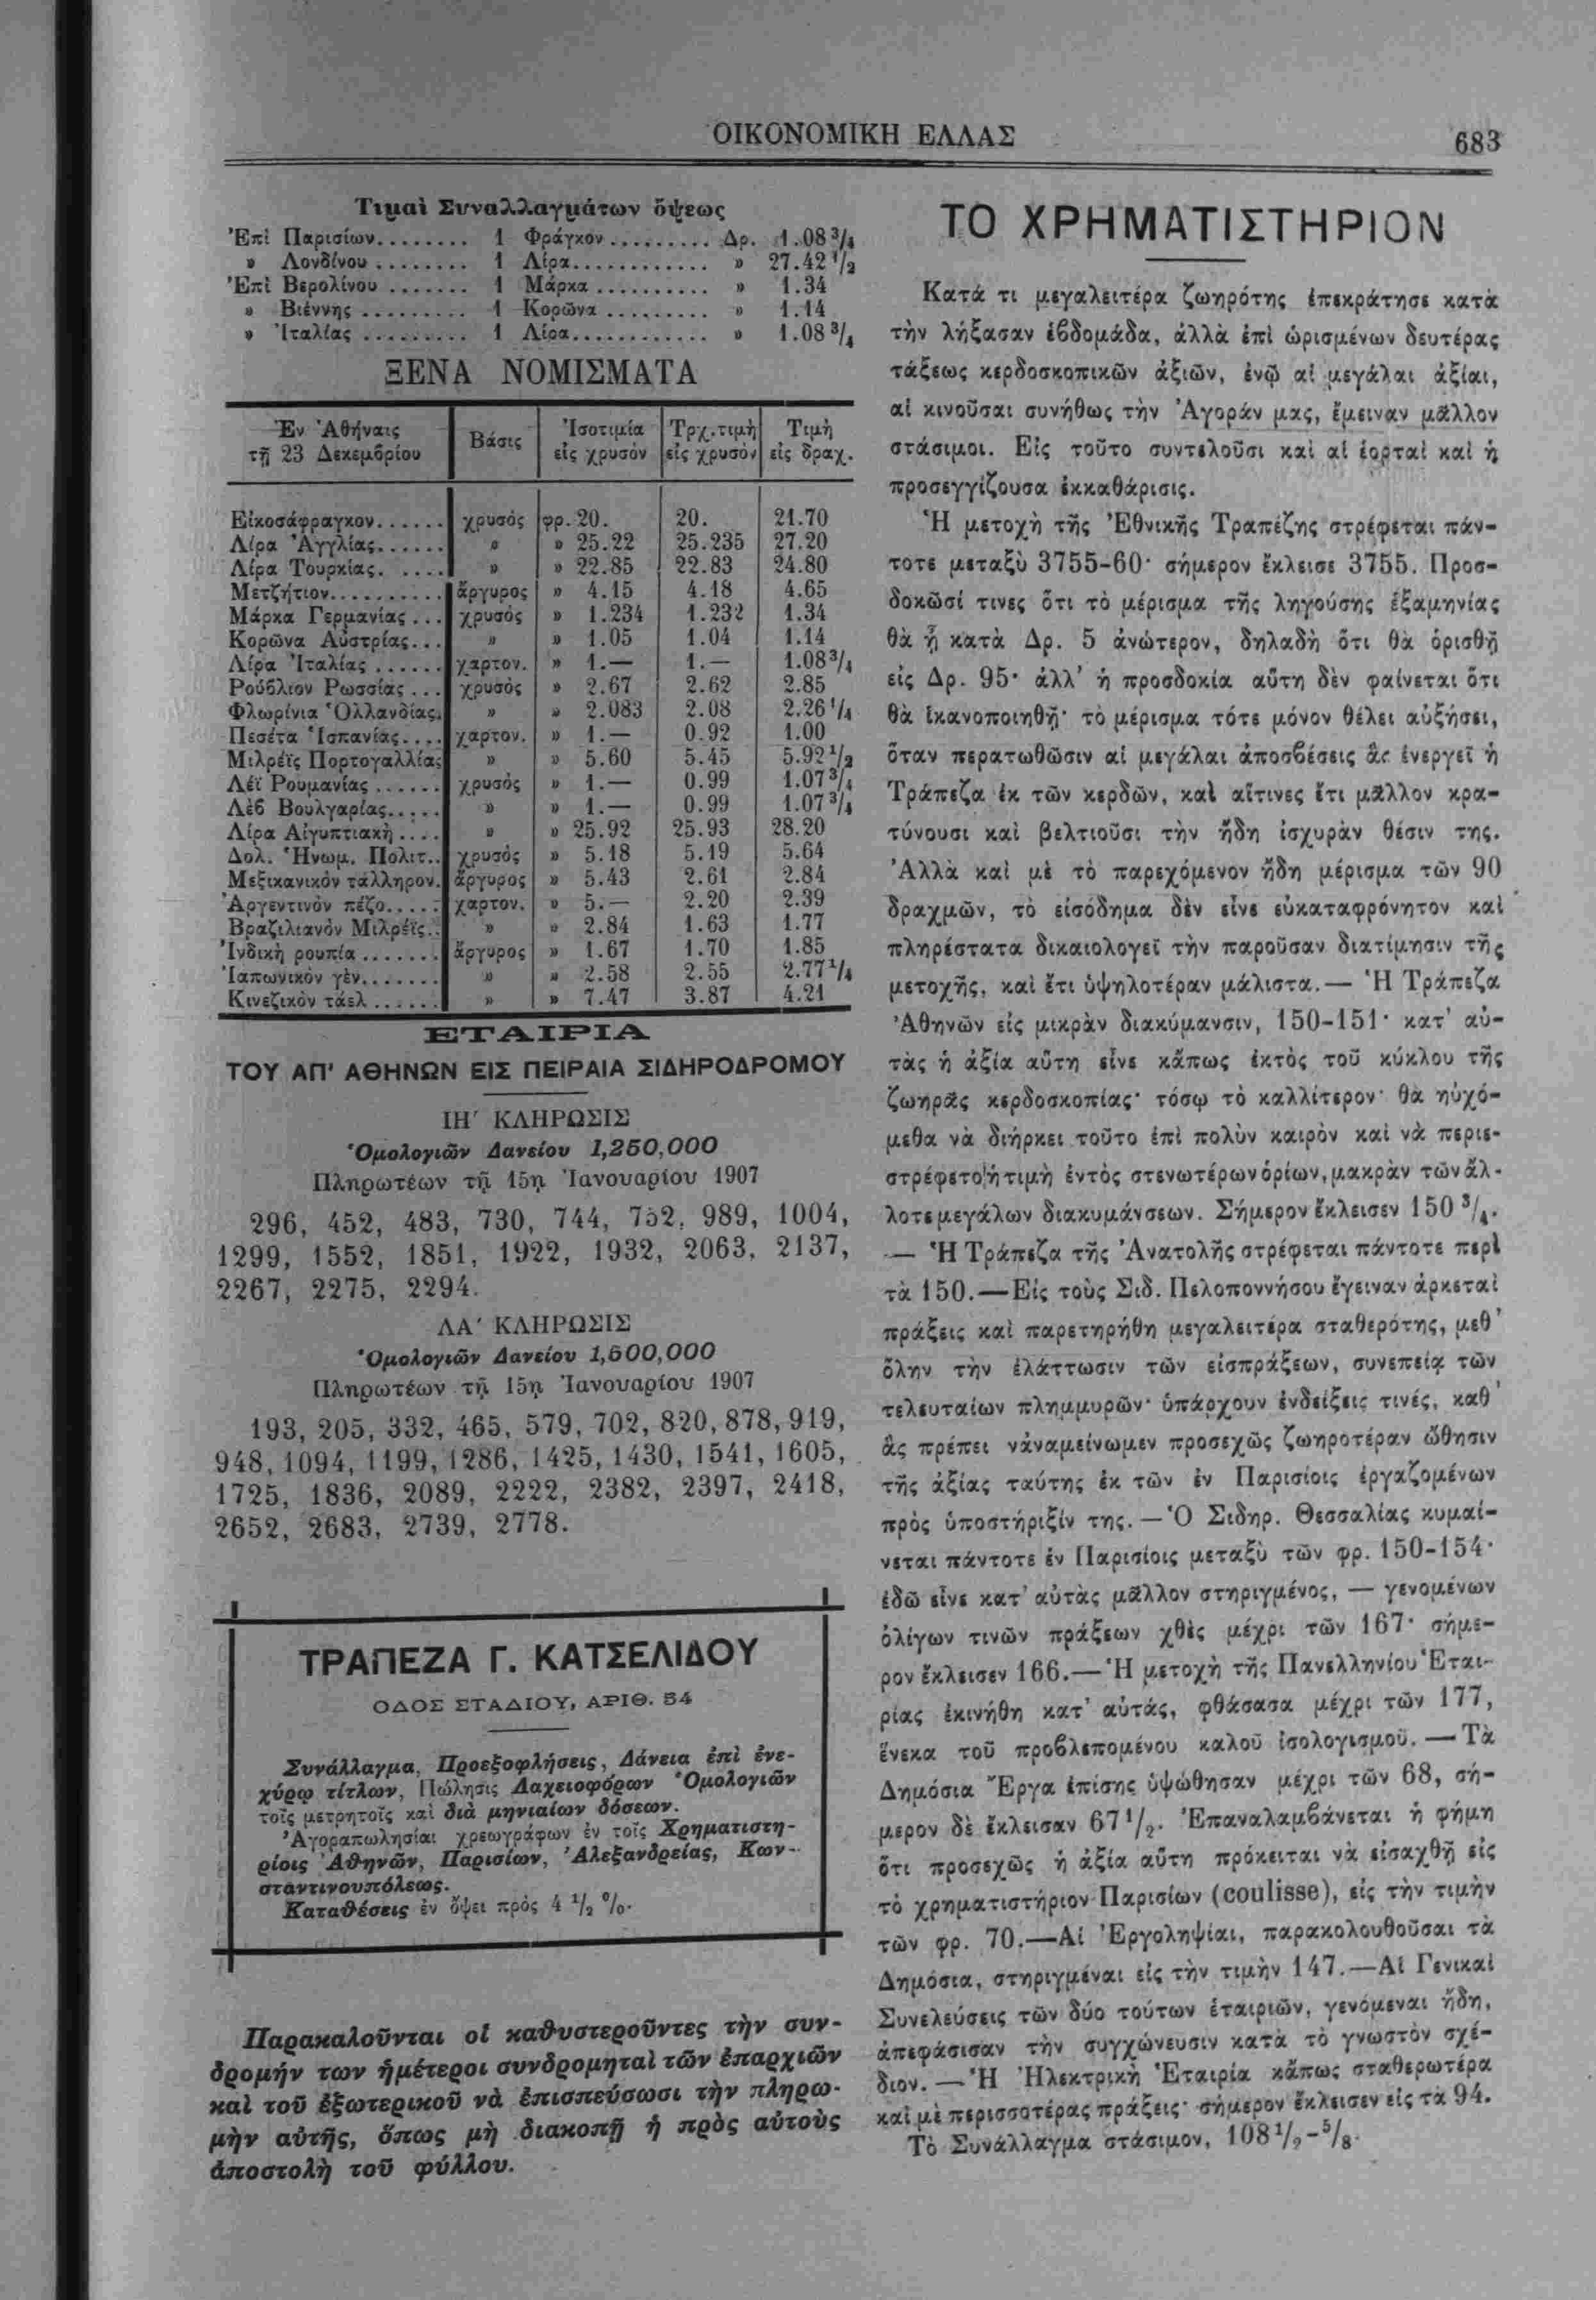 ΟΙΚΟΝΟΜΙΚΗ ΕΛΛΑΣ
683
Τιμαὶ Συναλλαγμάτων ὄψεως
Ἐπὶ Παρισίων........ 1 Φράγκον......... Δρ. 1.08 3/4
» Λονδίνου........ 1 Λίρα............ » 27.42 1/2
Ἐπὶ Βερολίνου....... 1 Μάρκα.......... » 1.34
» Βιέννης......... 1 Κορῶνα......... » 1.14
» Ἰταλίας......... 1 Λίρα............ » 1.08 3/4
ΞΕΝΑ ΝΟΜΙΣΜΑΤΑ
Ἐν Ἀθήναις τῇ 23 Δεκεμβρίου | Βάσις | Ἰσοτιμία εἰς χρυσόν | Τρχ. τιμὴ εἰς χρυσόν | Τιμὴ εἰς δραχ.
Εἰκοσάφραγκον...... χρυσός φρ. 20. 20. 21.70
Λίρα Ἀγγλίας...... » » 25.22 25.235 27.20
Λίρα Τουρκίας..... » » 22.85 22.83 24.80
Μετζήτιον.......... ἄργυρος » 4.15 4.18 4.65
Μάρκα Γερμανίας... χρυσός » 1.234 1.232 1.34
Κορῶνα Αὐστρίας... » » 1.05 1.04 1.14
Λίρα Ἰταλίας...... χαρτον. » 1.— 1.— 1.08 3/4
Ρούβλιον Ρωσσίας... χρυσός » 2.67 2.62 2.85
Φλωρίνια Ὁλλανδίας. » » 2.083 2.08 2.26 1/4
Πεσέτα Ἱσπανίας.... χαρτον. » 1.— 0.92 1.00
Μιλρέϊς Πορτογαλλίας » » 5.60 5.45 5.92 1/2
Λέϊ Ρουμανίας...... χρυσός » 1.— 0.99 1.07 3/4
Λὲβ Βουλγαρίας..... » » 1.— 0.99 1.07 3/4
Λίρα Αἰγυπτιακὴ.... » » 25.92 25.93 28.20
Δολ. Ἡνωμ. Πολιτ.. χρυσός » 5.18 5.19 5.64
Μεξικανικὸν τάλληρον. ἄργυρος » 5.43 2.61 2.84
Ἀργεντινὸν πέζο..... χαρτον. » 5.— 2.20 2.39
Βραζιλιανὸν Μιλρέϊς.. » » 2.84 1.63 1.77
Ἰνδικὴ ρουπία....... ἄργυρος » 1.67 1.70 1.85
Ἰαπωνικὸν γὲν....... » » 2.58 2.55 2.77 1/4
Κινεζικὸν τάελ...... » » 7.47 3.87 4.21
ΕΤΑΙΡΙΑ
ΤΟΥ ΑΠ' ΑΘΗΝΩΝ ΕΙΣ ΠΕΙΡΑΙΑ ΣΙΔΗΡΟΔΡΟΜΟΥ
ΙΗ' ΚΛΗΡΩΣΙΣ
Ὁμολογιῶν Δανείου 1,250,000
Πληρωτέων τῇ 15ῃ Ἰανουαρίου 1907
296, 452, 483, 730, 744, 752, 989, 1004,
1299, 1552, 1851, 1922, 1932, 2063, 2137,
2267, 2275, 2294.
ΛΑ' ΚΛΗΡΩΣΙΣ
Ὁμολογιῶν Δανείου 1,500,000
Πληρωτέων τῇ 15ῃ Ἰανουαρίου 1907
193, 205, 332, 465, 579, 702, 820, 878, 919,
948, 1094, 1199, 1286, 1425, 1430, 1541, 1605,
1725, 1836, 2089, 2222, 2382, 2397, 2418,
2652, 2683, 2739, 2778.
ΤΡΑΠΕΖΑ Γ. ΚΑΤΣΕΛΙΔΟΥ
ΟΔΟΣ ΣΤΑΔΙΟΥ, ΑΡΙΘ. 54
Συνάλλαγμα, Προεξοφλήσεις, Δάνεια ἐπὶ ἐνε-
χύρῳ τίτλων, Πώλησις Λαχειοφόρων Ὁμολογιῶν
τοῖς μετρητοῖς καὶ διὰ μηνιαίων δόσεων.
Ἀγοραπωλησίαι χρεωγράφων ἐν τοῖς Χρηματιστη-
ρίοις Ἀθηνῶν, Παρισίων, Ἀλεξανδρείας, Κων-
σταντινουπόλεως.
Καταθέσεις ἐν ὄψει πρὸς 4 1/2 %.
Παρακαλοῦνται οἱ καθυστεροῦντες τὴν συν-
δρομήν των ἡμέτεροι συνδρομηταὶ τῶν ἐπαρχιῶν
καὶ τοῦ ἐξωτερικοῦ νὰ ἐπισπεύσωσι τὴν πληρω-
μὴν αὐτῆς, ὅπως μὴ διακοπῇ ἡ πρὸς αὐτοὺς
ἀποστολὴ τοῦ φύλλου.
ΤΟ ΧΡΗΜΑΤΙΣΤΗΡΙΟΝ
Κατά τι μεγαλειτέρα ζωηρότης ἐπεκράτησε κατὰ
τὴν λήξασαν ἑβδομάδα, ἀλλὰ ἐπὶ ὡρισμένων δευτέρας
τάξεως κερδοσκοπικῶν ἀξιῶν, ἐνῷ αἱ μεγάλαι ἀξίαι,
αἱ κινοῦσαι συνήθως τὴν Ἀγοράν μας, ἔμειναν μᾶλλον
στάσιμοι. Εἰς τοῦτο συντελοῦσι καὶ αἱ ἑορταὶ καὶ ἡ
προσεγγίζουσα ἐκκαθάρισις.
Ἡ μετοχὴ τῆς Ἐθνικῆς Τραπέζης στρέφεται πάν-
τοτε μεταξὺ 3755-60· σήμερον ἔκλεισε 3755. Προσ-
δοκῶσί τινες ὅτι τὸ μέρισμα τῆς ληγούσης ἑξαμηνίας
θὰ ᾖ κατὰ Δρ. 5 ἀνώτερον, δηλαδὴ ὅτι θὰ ὁρισθῇ
εἰς Δρ. 95· ἀλλ' ἡ προσδοκία αὕτη δὲν φαίνεται ὅτι
θὰ ἱκανοποιηθῇ· τὸ μέρισμα τότε μόνον θέλει αὐξήσει,
ὅταν περατωθῶσιν αἱ μεγάλαι ἀποσβέσεις ἃς ἐνεργεῖ ἡ
Τράπεζα ἐκ τῶν κερδῶν, καὶ αἵτινες ἔτι μᾶλλον κρα-
τύνουσι καὶ βελτιοῦσι τὴν ἤδη ἰσχυρὰν θέσιν της.
Ἀλλὰ καὶ μὲ τὸ παρεχόμενον ἤδη μέρισμα τῶν 90
δραχμῶν, τὸ εἰσόδημα δὲν εἶνε εὐκαταφρόνητον καὶ
πληρέστατα δικαιολογεῖ τὴν παροῦσαν διατίμησιν τῆς
μετοχῆς, καὶ ἔτι ὑψηλοτέραν μάλιστα.— Ἡ Τράπεζα
Ἀθηνῶν εἰς μικρὰν διακύμανσιν, 150-151· κατ' αὐ-
τὰς ἡ ἀξία αὕτη εἶνε κἄπως ἐκτὸς τοῦ κύκλου τῆς
ζωηρᾶς κερδοσκοπίας· τόσῳ τὸ καλλίτερον· θὰ ηὐχό-
μεθα νὰ διήρκει τοῦτο ἐπὶ πολὺν καιρὸν καὶ νὰ περιε-
στρέφετο ἡ τιμὴ ἐντὸς στενωτέρων ὁρίων, μακρὰν τῶν ἄλ-
λοτε μεγάλων διακυμάνσεων. Σήμερον ἔκλεισεν 150 3/4.
— Ἡ Τράπεζα τῆς Ἀνατολῆς στρέφεται πάντοτε περὶ
τὰ 150.—Εἰς τοὺς Σιδ. Πελοποννήσου ἔγειναν ἀρκεταὶ
πράξεις καὶ παρετηρήθη μεγαλειτέρα σταθερότης, μεθ'
ὅλην τὴν ἐλάττωσιν τῶν εἰσπράξεων, συνεπείᾳ τῶν
τελευταίων πλημμυρῶν· ὑπάρχουν ἐνδείξεις τινές, καθ'
ἃς πρέπει νἀναμείνωμεν προσεχῶς ζωηροτέραν ὤθησιν
τῆς ἀξίας ταύτης ἐκ τῶν ἐν Παρισίοις ἐργαζομένων
πρὸς ὑποστήριξίν της.—Ὁ Σιδηρ. Θεσσαλίας κυμαί-
νεται πάντοτε ἐν Παρισίοις μεταξὺ τῶν φρ. 150-154·
ἐδῶ εἶνε κατ' αὐτὰς μᾶλλον στηριγμένος, — γενομένων
ὀλίγων τινῶν πράξεων χθὲς μέχρι τῶν 167· σήμε-
ρον ἔκλεισεν 166.—Ἡ μετοχὴ τῆς Πανελληνίου Ἑται-
ρίας ἐκινήθη κατ' αὐτάς, φθάσασα μέχρι τῶν 177,
ἕνεκα τοῦ προβλεπομένου καλοῦ ἰσολογισμοῦ. — Τὰ
Δημόσια Ἔργα ἐπίσης ὑψώθησαν μέχρι τῶν 68, σή-
μερον δὲ ἔκλεισαν 67 1/2. Ἐπαναλαμβάνεται ἡ φήμη
ὅτι προσεχῶς ἡ ἀξία αὕτη πρόκειται νὰ εἰσαχθῇ εἰς
τὸ χρηματιστήριον Παρισίων (coulisse), εἰς τὴν τιμὴν
τῶν φρ. 70.—Αἱ Ἐργοληψίαι, παρακολουθοῦσαι τὰ
Δημόσια, στηριγμέναι εἰς τὴν τιμὴν 147.—Αἱ Γενικαὶ
Συνελεύσεις τῶν δύο τούτων ἑταιριῶν, γενόμεναι ἤδη,
ἀπεφάσισαν τὴν συγχώνευσιν κατὰ τὸ γνωστὸν σχέ-
διον.—Ἡ Ἠλεκτρικὴ Ἑταιρία κἄπως σταθερωτέρα
καὶ μὲ περισσοτέρας πράξεις· σήμερον ἔκλεισεν εἰς τὰ 94.
Τὸ Συνάλλαγμα στάσιμον, 108 1/2-5/8.